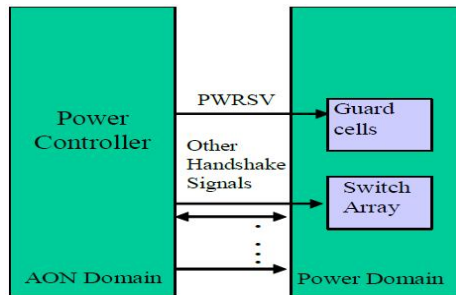 Power
Controller
AON Domain
PWRSV
Other
Handshake
Signals
Guard
cells
Switch
Array
Power Domain